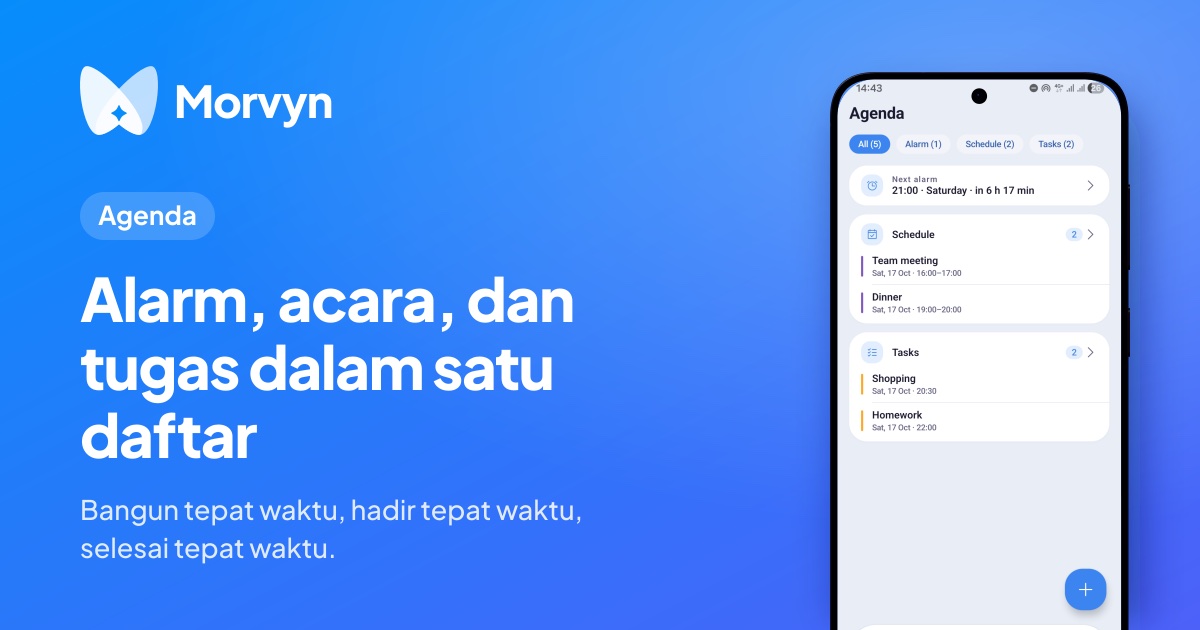 Morvyn
Agenda
Alarm, acara, dan
tugas dalam satu
daftar
Bangun tepat waktu, hadir tepat waktu,
selesai tepat waktu.
14:43
26
Agenda
All (5)
Alarm (1)
Schedule (2)
Tasks (2)
Next alarm
21:00 · Saturday · in 6 h 17 min
Schedule
2
Team meeting
Sat, 17 Oct · 16:00–17:00
Dinner
Sat, 17 Oct · 19:00–20:00
Tasks
2
Shopping
Sat, 17 Oct · 20:30
Homework
Sat, 17 Oct · 22:00